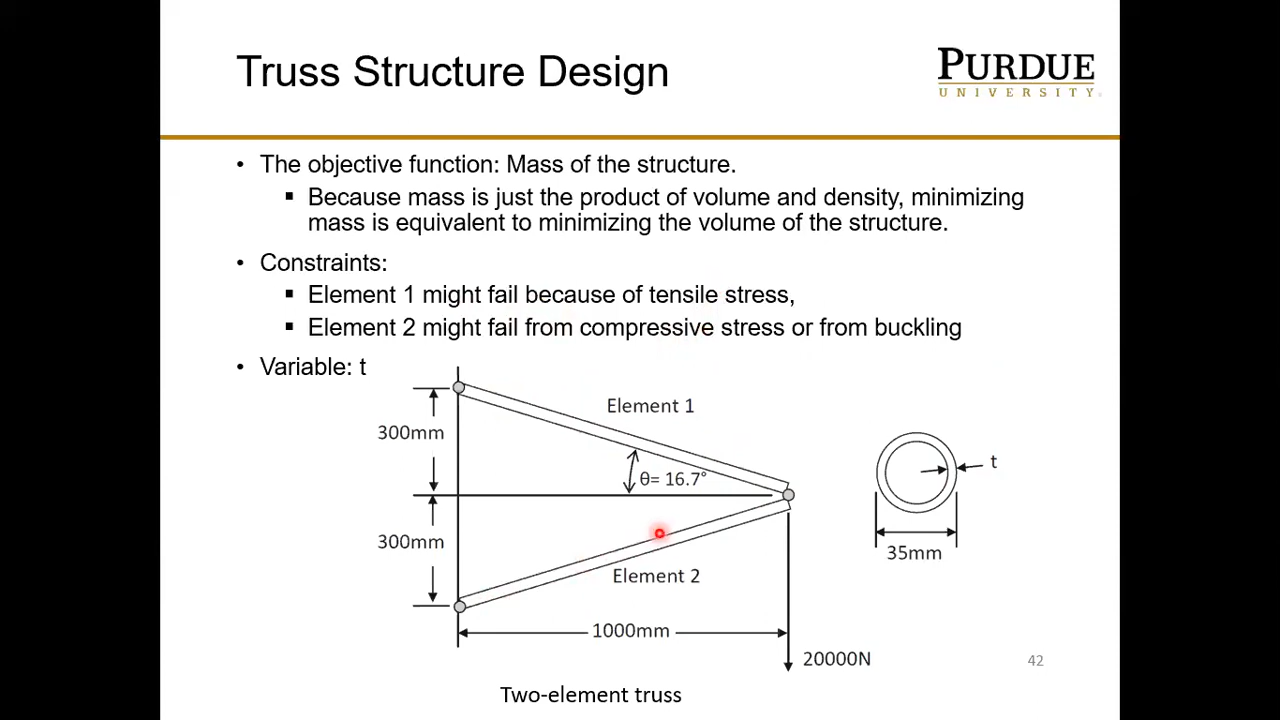 Truss Structure Design
PURDUE
UNIVERSITY
• The objective function: Mass of the structure.
▪ Because mass is just the product of volume and density, minimizing
mass is equivalent to minimizing the volume of the structure.
• Constraints:
▪ Element 1 might fail because of tensile stress,
▪ Element 2 might fail from compressive stress or from buckling
• Variable: t
Element 1
300mm
θ= 16.7°
t
300mm
35mm
Element 2
1000mm
20000N
42
Two-element truss